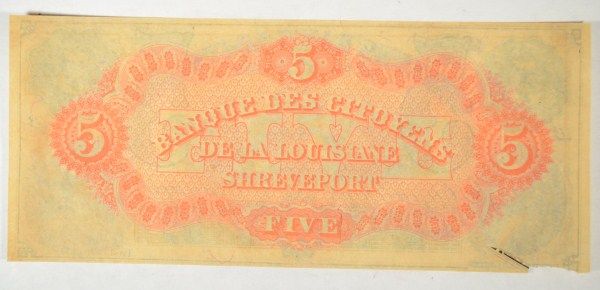 5
BANQUE DES CITOYENS
5 5
DE LA LOUISIANE
SHREVEPORT
FIVE